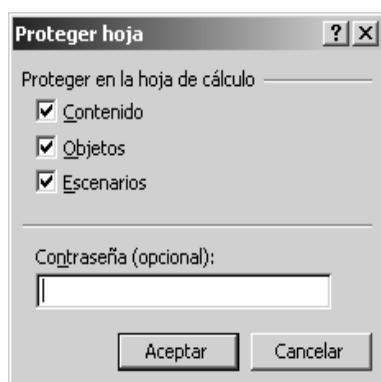 Proteger hoja
Proteger en la hoja de cálculo
Contenido
Objetos
Escenarios
Contraseña (opcional):
Aceptar Cancelar